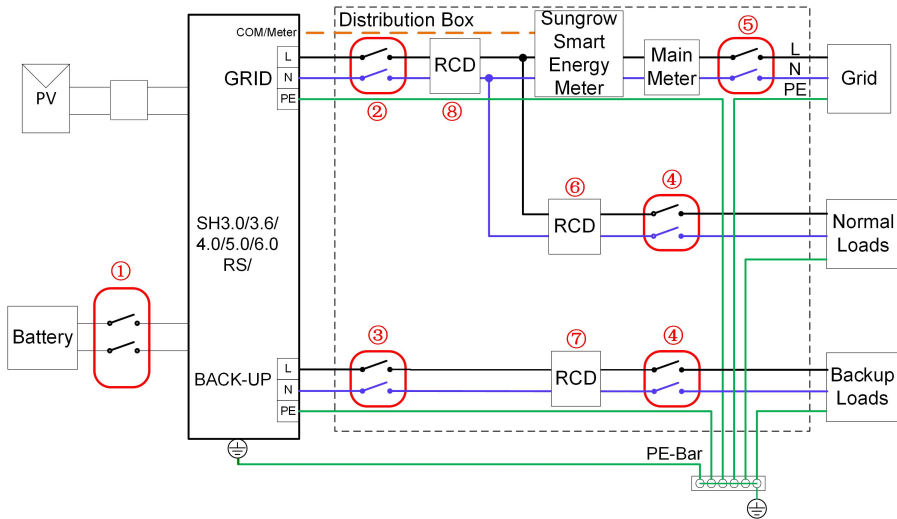 Distribution Box
Sungrow
Smart
Energy
Meter
⑤
COM/Meter
L
GRID
N
PE
RCD
Main
Meter
L
N
PE
Grid
②
⑧
PV
⑥
④
RCD
Normal
Loads
SH3.0/3.6/
4.0/5.0/6.0
RS/
①
Battery
③
⑦
④
L
BACK-UP
N
PE
RCD
Backup
Loads
PE-Bar